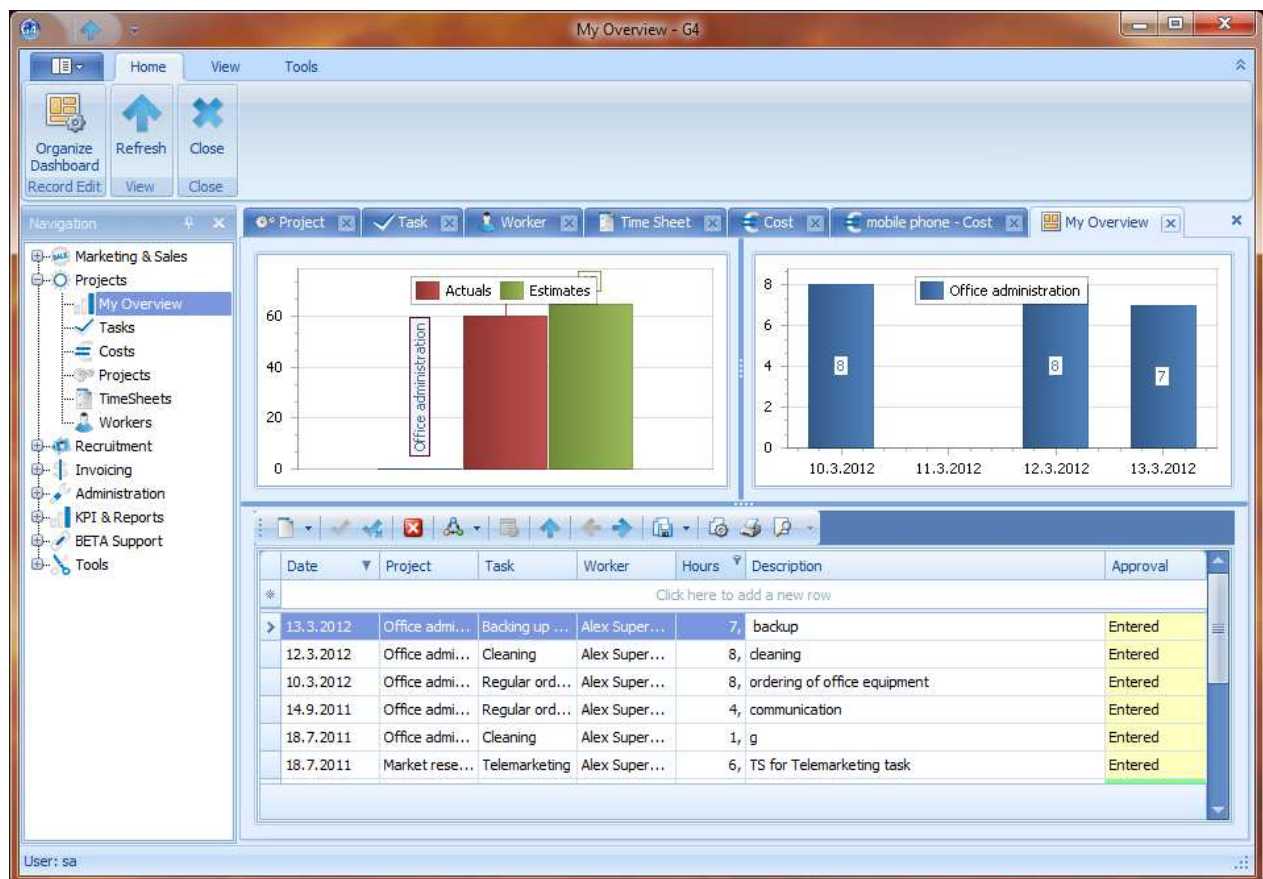 My Overview - G4
Home View Tools
Organize Dashboard
Refresh
Close
Record Edit View Close
Navigation
Marketing & Sales
Projects
My Overview
Tasks
Costs
Projects
TimeSheets
Workers
Recruitment
Invoicing
Administration
KPI & Reports
BETA Support
Tools
Project Task Worker Time Sheet Cost mobile phone - Cost My Overview
Actuals Estimates
60
40
20
0
Office administration
Office administration
8
6
4
2
0
8 8 7
10.3.2012 11.3.2012 12.3.2012 13.3.2012
Date Project Task Worker Hours Description Approval
Click here to add a new row
13.3.2012 Office admi... Backing up ... Alex Super... 7, backup Entered
12.3.2012 Office admi... Cleaning Alex Super... 8, cleaning Entered
10.3.2012 Office admi... Regular ord... Alex Super... 8, ordering of office equipment Entered
14.9.2011 Office admi... Regular ord... Alex Super... 4, communication Entered
18.7.2011 Office admi... Cleaning Alex Super... 1, g Entered
18.7.2011 Market rese... Telemarketing Alex Super... 6, TS for Telemarketing task Entered
User: sa